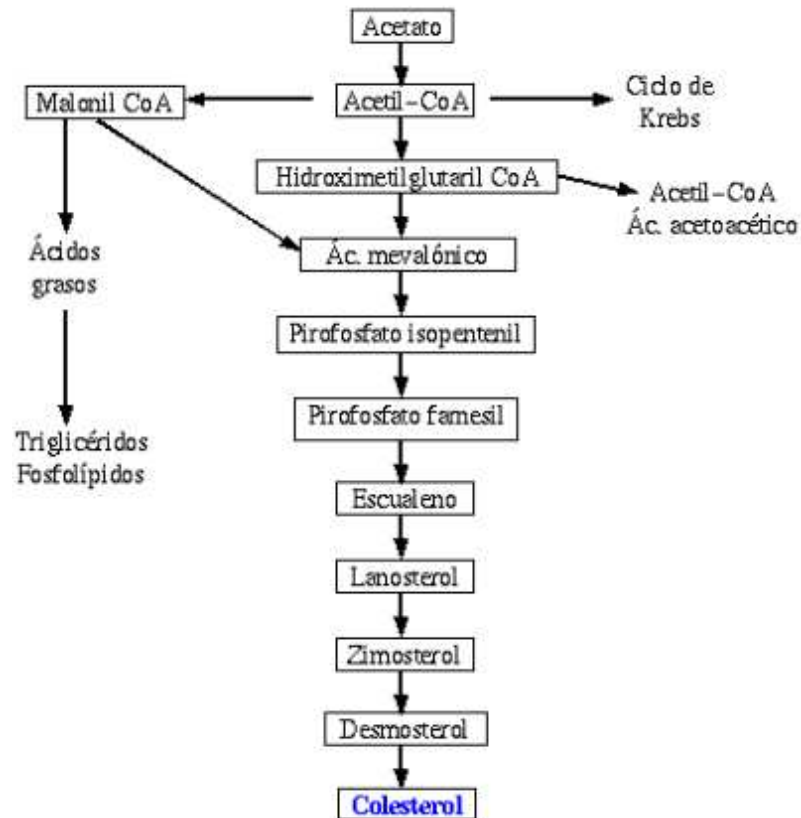 Acetato
Malonil CoA
Acetil-CoA
Ciclo de
Krebs
Hidroximetilglutaril CoA
Acetil-CoA
Ác. acetoacético
Ácidos
grasos
Ác. mevalónico
Pirofosfato isopentenil
Pirofosfato farnesil
Triglicéridos
Fosfolípidos
Escualeno
Lanosterol
Zimosterol
Desmosterol
Colesterol